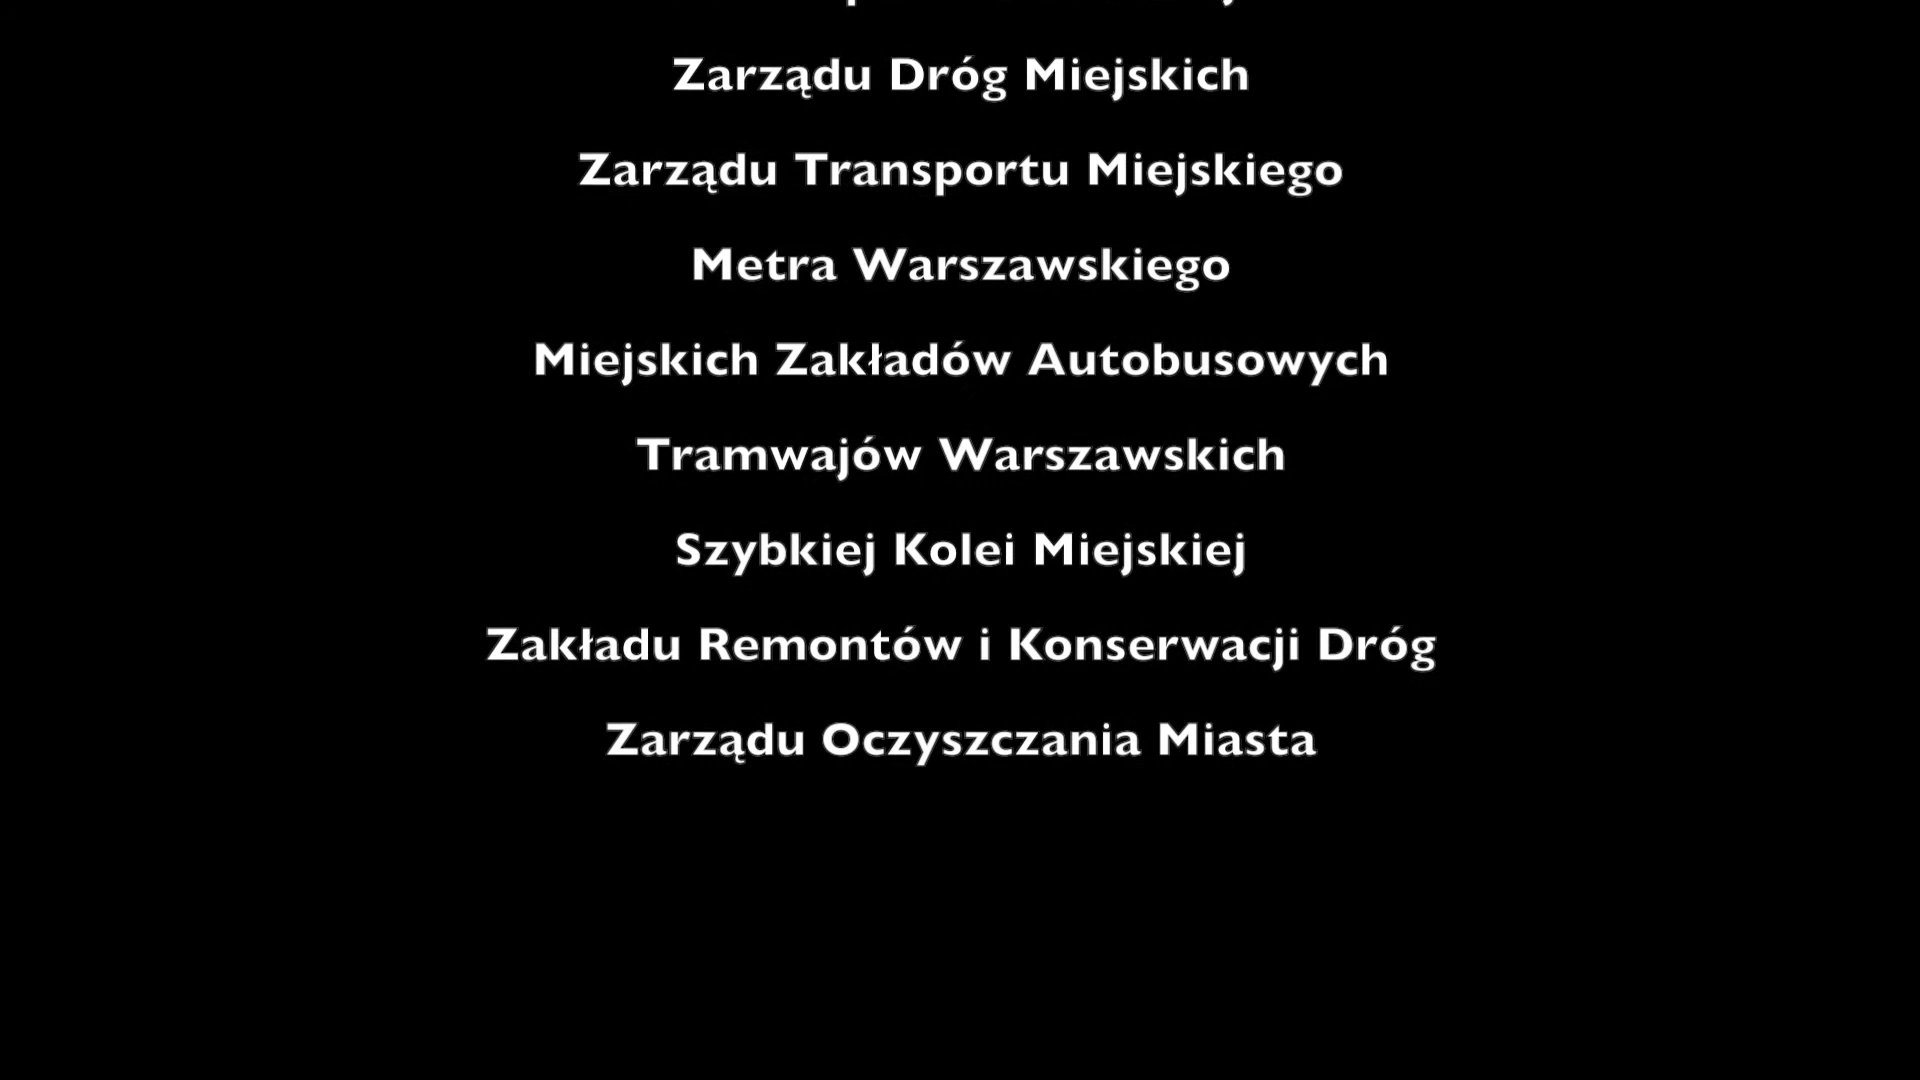 Zarządu Dróg Miejskich
Zarządu Transportu Miejskiego
Metra Warszawskiego
Miejskich Zakładów Autobusowych
Tramwajów Warszawskich
Szybkiej Kolei Miejskiej
Zakładu Remontów i Konserwacji Dróg
Zarządu Oczyszczania Miasta